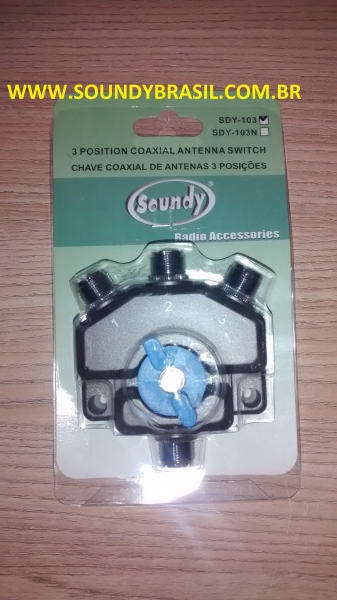 WWW.SOUNDYBRASIL.COM.BR
SDY-103
SDY-103N
3 POSITION COAXIAL ANTENNA SWITCH
CHAVE COAXIAL DE ANTENAS 3 POSIÇÕES
Soundy
Radio Accessories
1 2 3